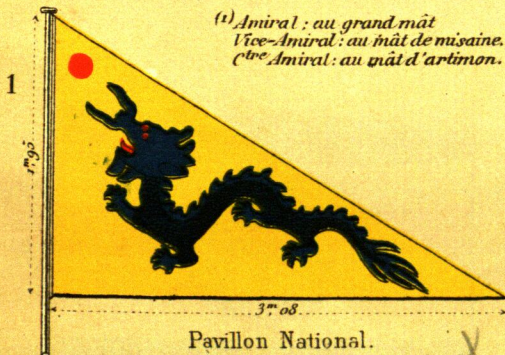 (1) Amiral : au grand mât
Vice-Amiral : au mât de misaine.
Ctre Amiral : au mât d'artimon.
1
1m,95
3m,08
Pavillon National.
V